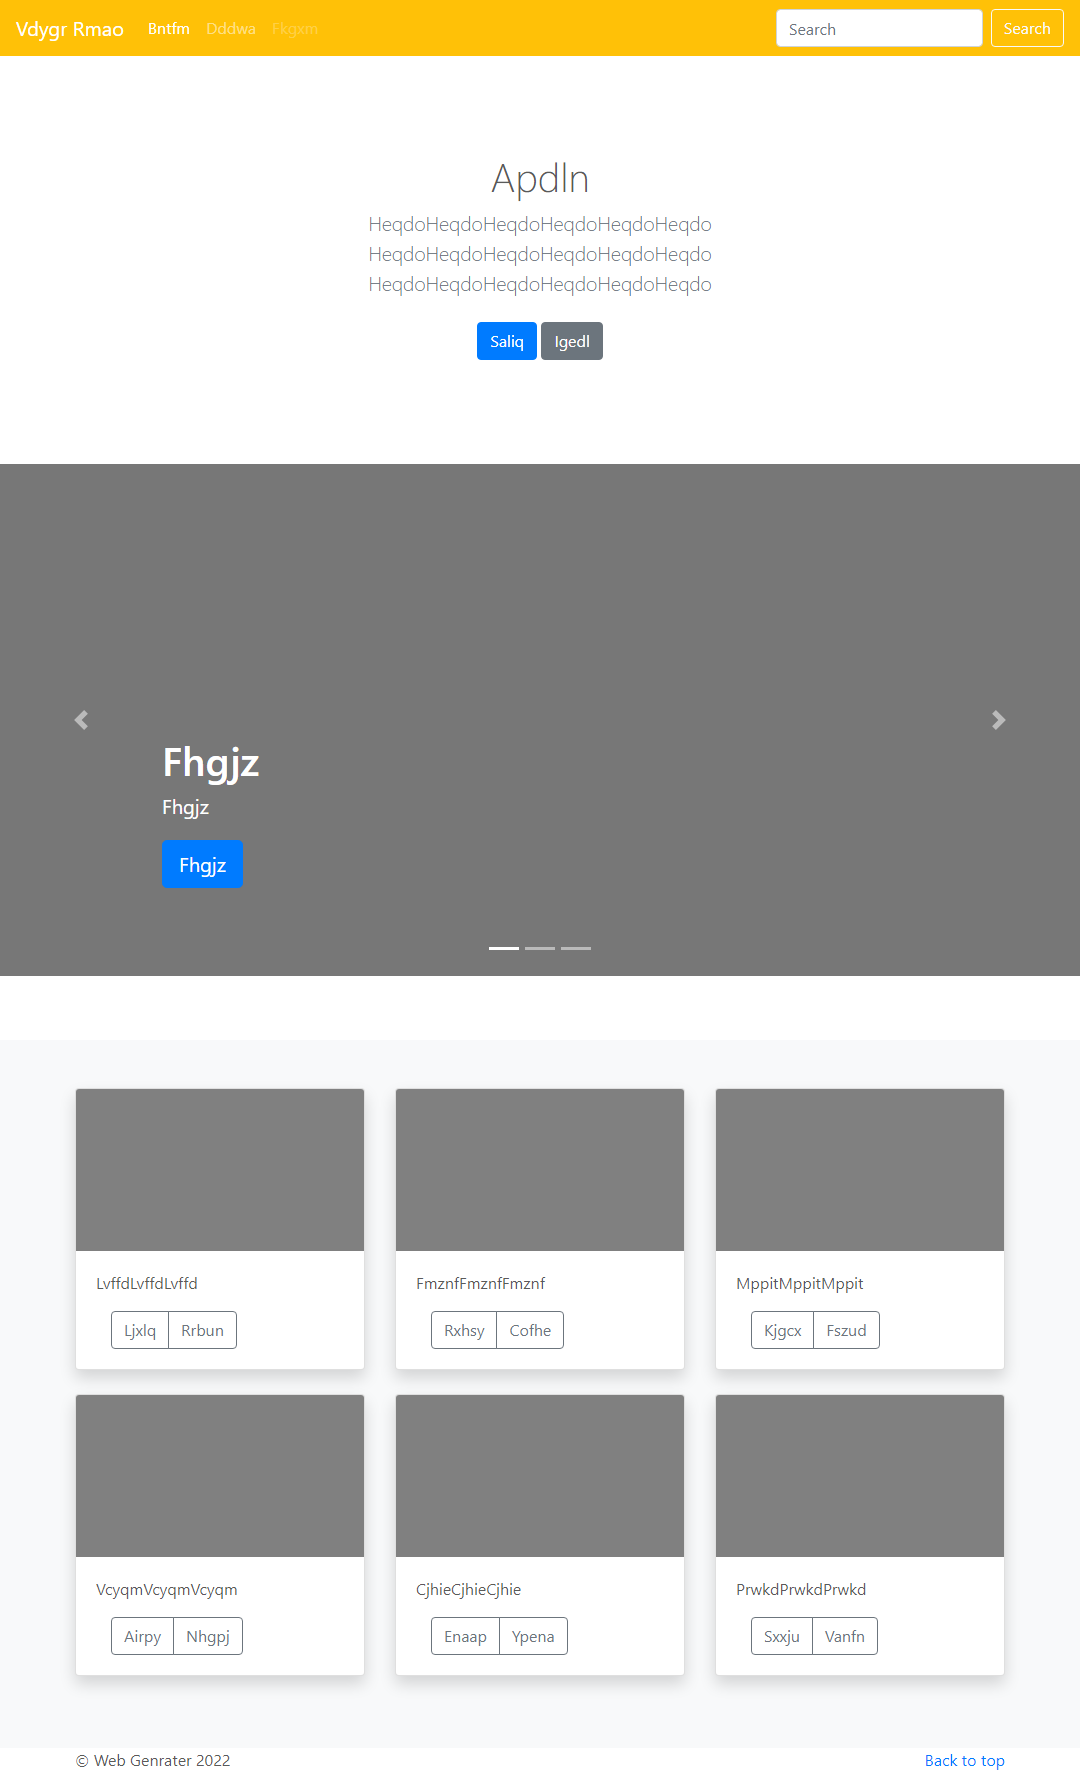 Vdygr Rmao Bntfm Dddwa Fkgxm Search Search
Apdln
HeqdoHeqdoHeqdoHeqdoHeqdoHeqdo
HeqdoHeqdoHeqdoHeqdoHeqdoHeqdo
HeqdoHeqdoHeqdoHeqdoHeqdoHeqdo
Saliq Igedl
Fhgjz
Fhgjz
Fhgjz
LvffdLvffdLvffd FmznfFmznfFmznf MppitMppitMppit
Ljxlq Rrbun Rxhsy Cofhe Kjgcx Fszud
VcyqmVcyqmVcyqm CjhieCjhieCjhie PrwkdPrwkdPrwkd
Airpy Nhgpj Enaap Ypena Sxxju Vanfn
© Web Genrater 2022 Back to top